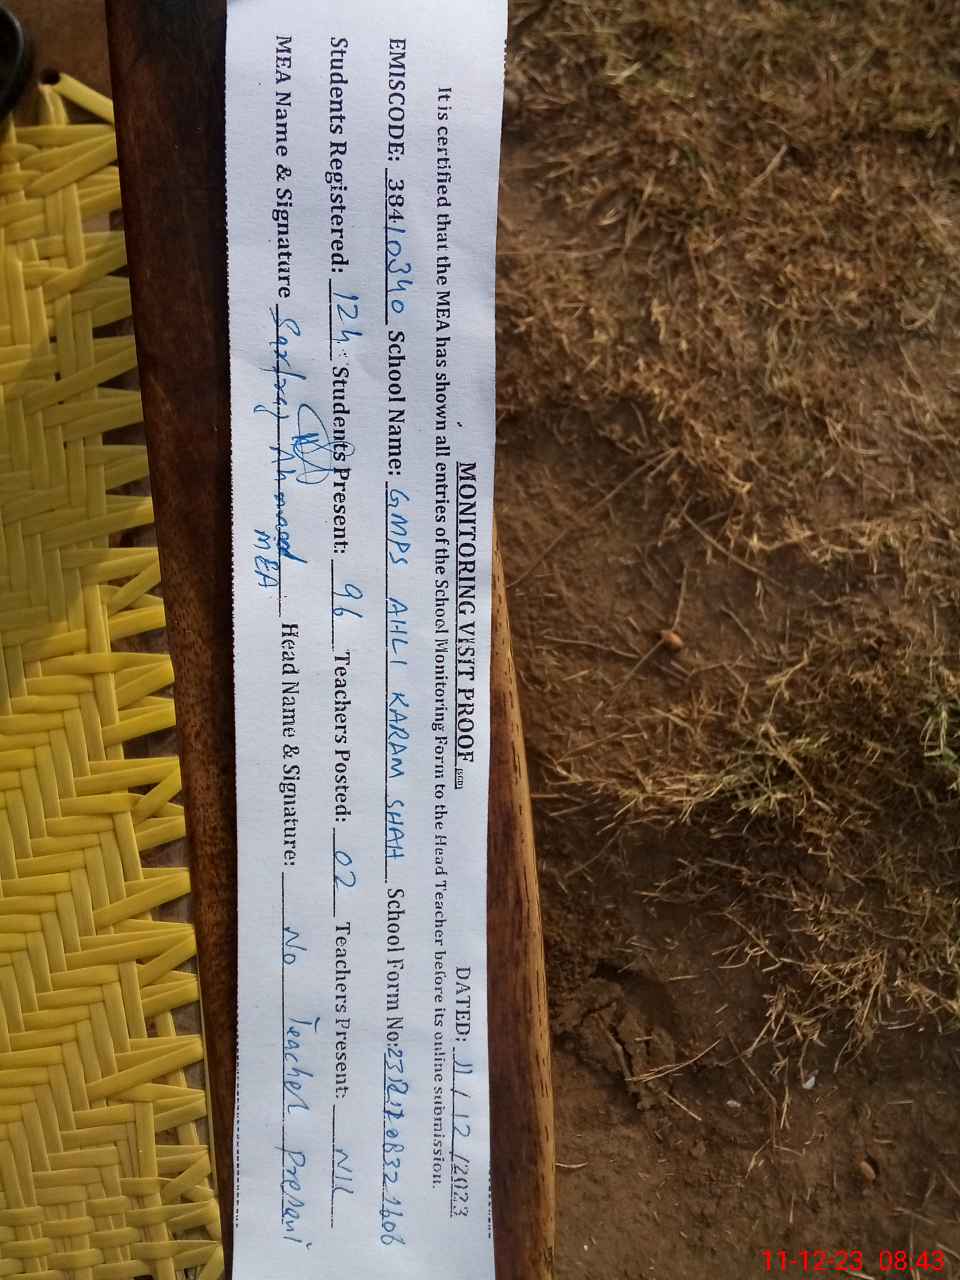 MONITORING VISIT PROOF
DATED: 11 / 12 / 2023
It is certified that the MEA has shown all entries of the School Monitoring Form to the Head Teacher before its online submission.
EMISCODE: 38410340 School Name: GMPS AHLI KARAM SHAH School Form No:
Students Registered: Students Present: 96 Teachers Posted: 02 Teachers Present: NIL
MEA Name & Signature Ahmad Head Name & Signature: No Teacher Present
MEA
11-12-23 08:43